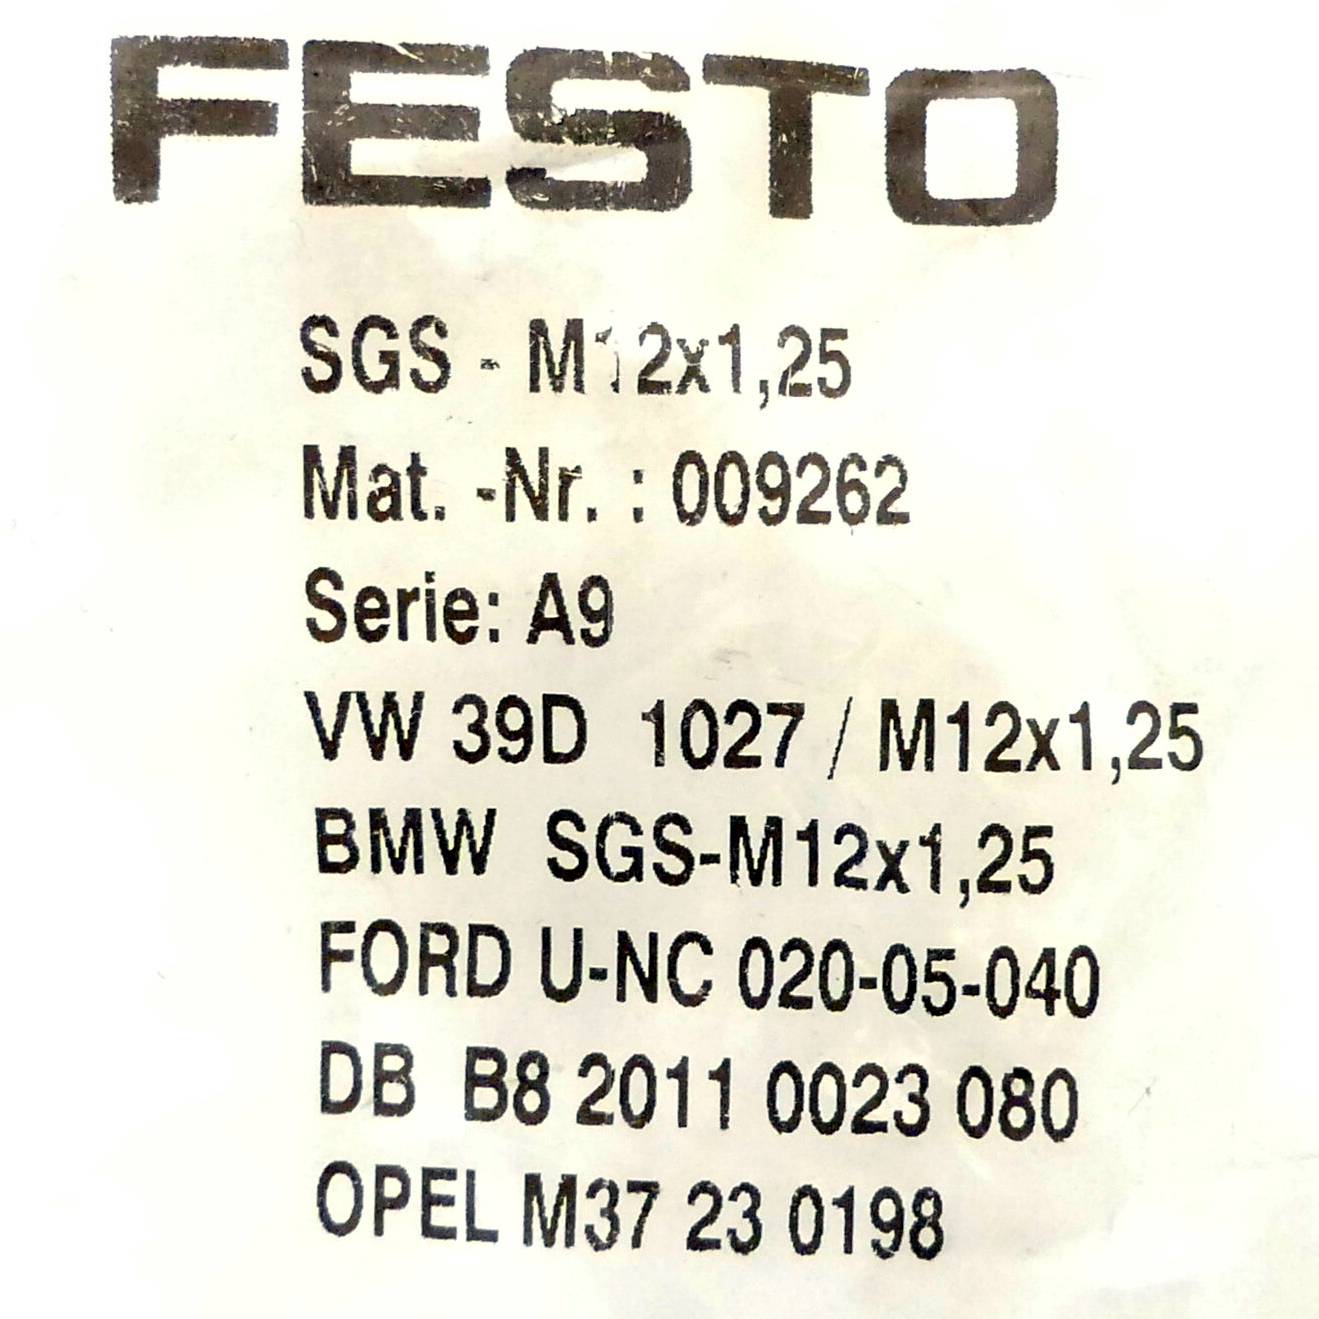 FESTO
SGS - M12x1,25
Mat. -Nr. : 009262
Serie: A9
VW 39D 1027 / M12x1,25
BMW SGS-M12x1,25
FORD U-NC 020-05-040
DB B8 2011 0023 080
OPEL M37 23 0198